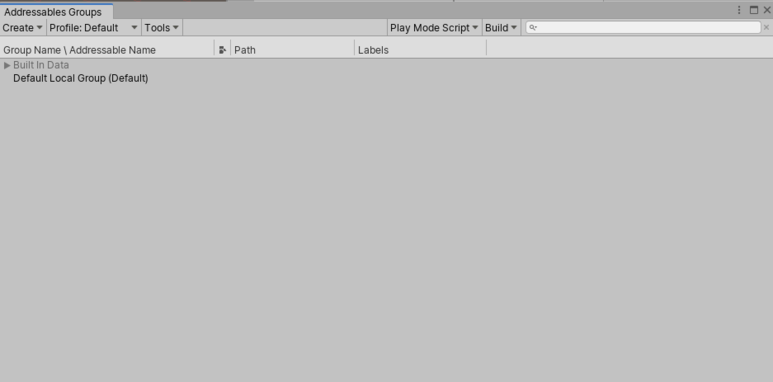 Addressables Groups
Create Profile: Default Tools Play Mode Script Build
Group Name \ Addressable Name Path Labels
Built In Data
Default Local Group (Default)